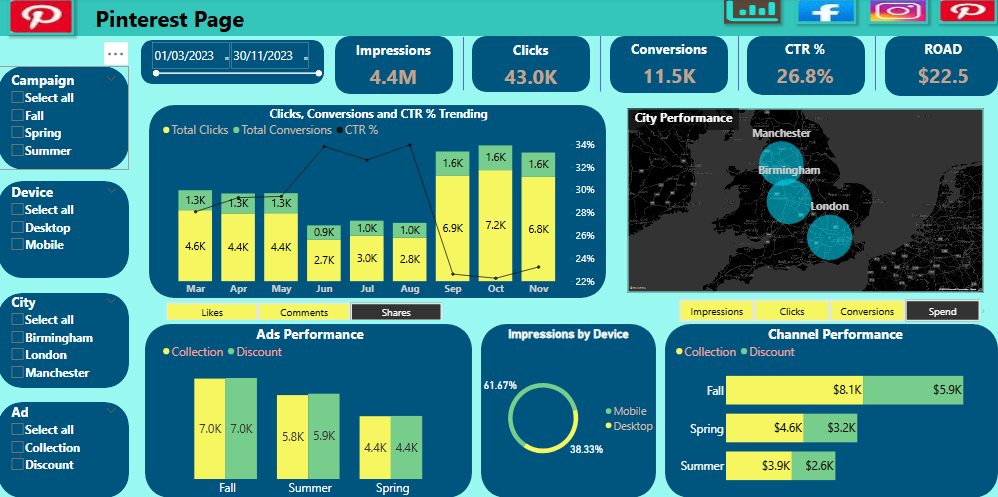 Pinterest Page
01/03/2023 30/11/2023
Impressions
4.4M
Clicks
43.0K
Conversions
11.5K
CTR %
26.8%
ROAD
$22.5
Campaign
Select all
Fall
Spring
Summer
Device
Select all
Desktop
Mobile
City
Select all
Birmingham
London
Manchester
Ad
Select all
Collection
Discount
Clicks, Conversions and CTR % Trending
Total Clicks Total Conversions CTR %
34%
32%
30%
28%
26%
24%
22%
1.3K 1.3K 1.3K 0.9K 1.0K 1.0K 1.6K 1.6K 1.6K
4.6K 4.4K 4.4K 2.7K 3.0K 2.8K 6.9K 7.2K 6.8K
Mar Apr May Jun Jul Aug Sep Oct Nov
City Performance
Manchester
Birmingham
London
Likes Comments Shares
Impressions Clicks Conversions Spend
Ads Performance
Collection Discount
7.0K 7.0K 5.8K 5.9K 4.4K 4.4K
Fall Summer Spring
Impressions by Device
61.67%
Mobile
Desktop
38.33%
Channel Performance
Collection Discount
Fall $8.1K $5.9K
Spring $4.6K $3.2K
Summer $3.9K $2.6K